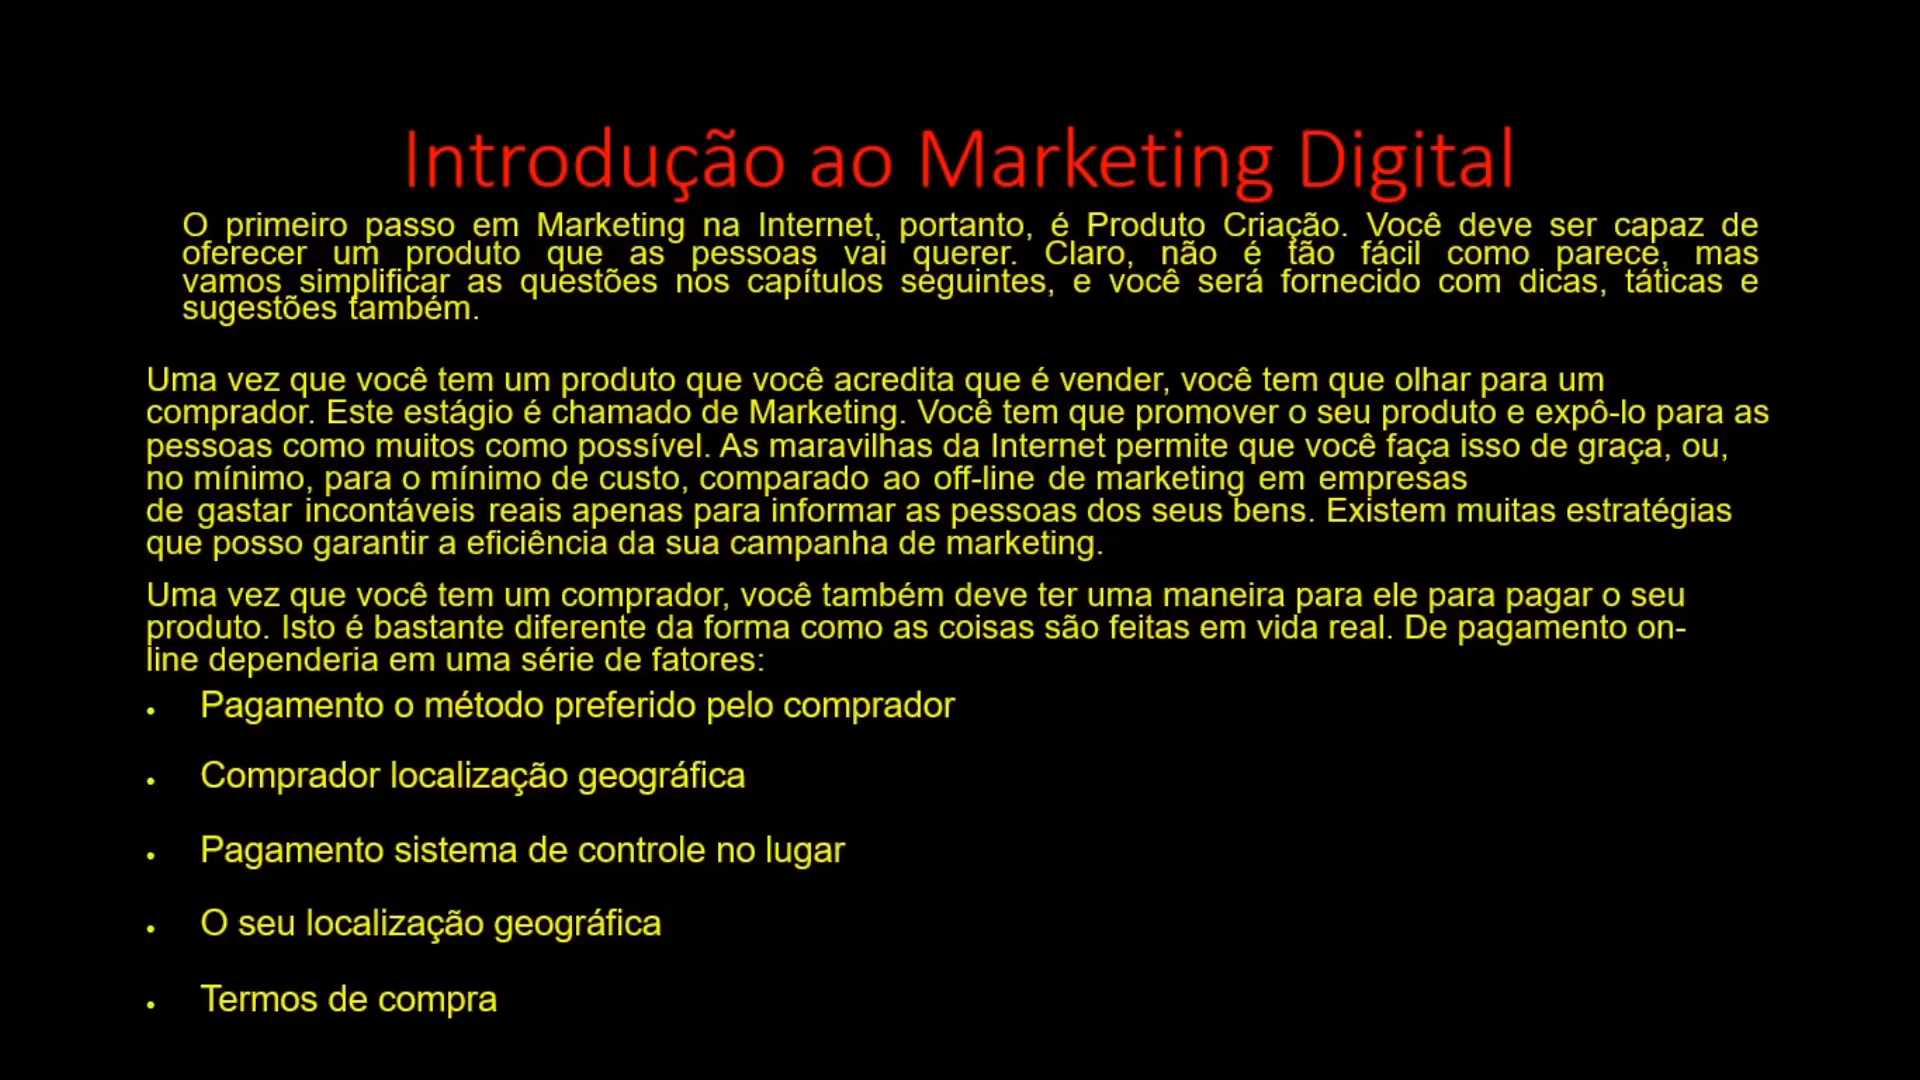 Introdução ao Marketing Digital
O primeiro passo em Marketing na Internet, portanto, é Produto Criação. Você deve ser capaz de
oferecer um produto que as pessoas vai querer. Claro, não é tão fácil como parece, mas
vamos simplificar as questões nos capítulos seguintes, e você será fornecido com dicas, táticas e
sugestões também.
Uma vez que você tem um produto que você acredita que é vender, você tem que olhar para um
comprador. Este estágio é chamado de Marketing. Você tem que promover o seu produto e expô-lo para as
pessoas como muitos como possível. As maravilhas da Internet permite que você faça isso de graça, ou,
no mínimo, para o mínimo de custo, comparado ao off-line de marketing em empresas
de gastar incontáveis reais apenas para informar as pessoas dos seus bens. Existem muitas estratégias
que posso garantir a eficiência da sua campanha de marketing.
Uma vez que você tem um comprador, você também deve ter uma maneira para ele para pagar o seu
produto. Isto é bastante diferente da forma como as coisas são feitas em vida real. De pagamento on-
line dependeria em uma série de fatores:
• Pagamento o método preferido pelo comprador
• Comprador localização geográfica
• Pagamento sistema de controle no lugar
• O seu localização geográfica
• Termos de compra